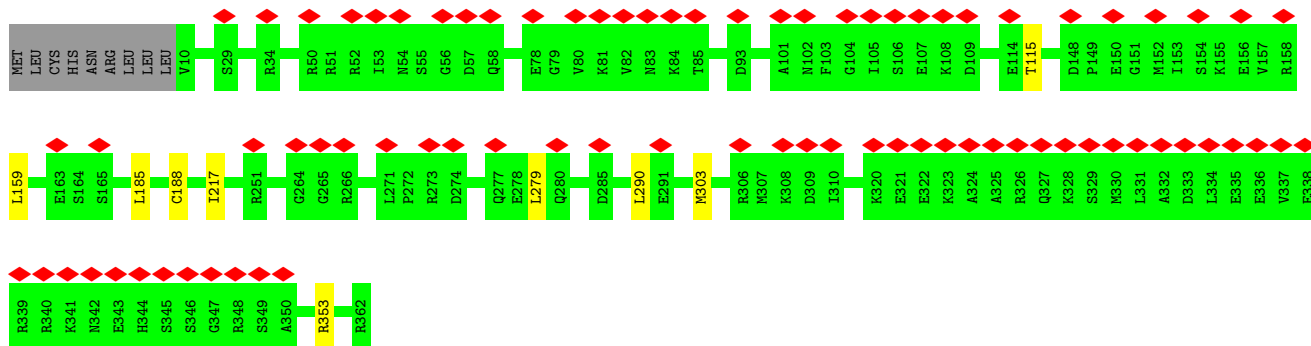 MET LEU CYS HIS ASN ARG LEU LEU LEU V10 S29 R34 R50 R51 R52 I53 N54 S55 G56 D57 Q58 E78 G79 V80 K81 V82 N83 K84 T85 D93 A101 N102 F103 G104 I105 S106 E107 K108 D109 E114 T115 D148 P149 E150 G151 M152 I153 S154 K155 E156 V157 R158
L159 E163 S164 S165 L185 C188 I217 R251 G264 G265 R266 L271 P272 R273 D274 Q277 E278 L279 Q280 D285 L290 E291 M303 R306 M307 K308 D309 I310 K320 E321 E322 K323 A324 A325 R326 Q327 K328 S329 M330 L331 A332 D333 L334 E335 E336 V337 E338
R339 R340 K341 N342 E343 H344 S345 S346 G347 R348 S349 A350 R353 R362